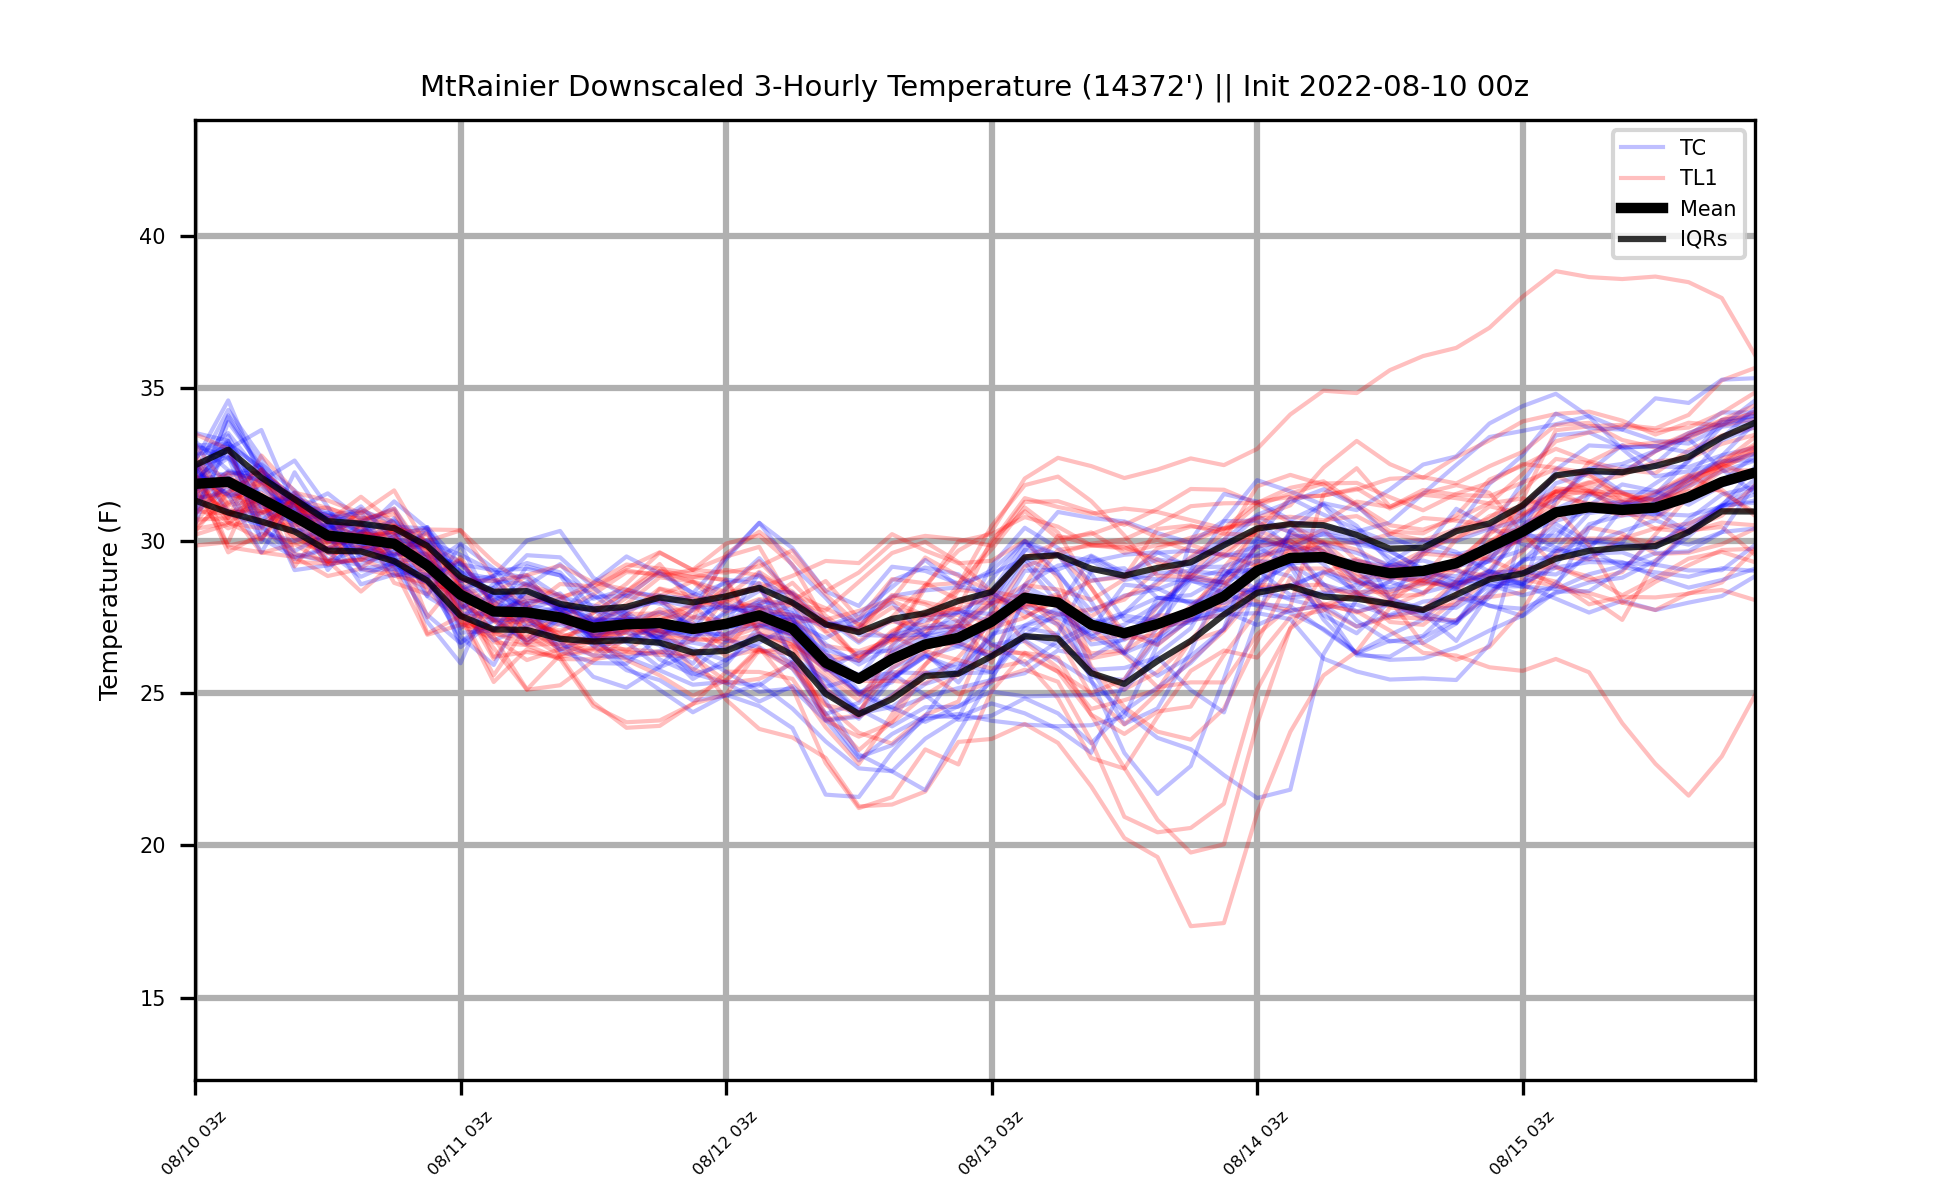 MtRainier Downscaled 3-Hourly Temperature (14372') || Init 2022-08-10 00z
TC
TL1
Mean
IQRs
Temperature (F)
40
35
30
25
20
15
08/10 03z
08/11 03z
08/12 03z
08/13 03z
08/14 03z
08/15 03z